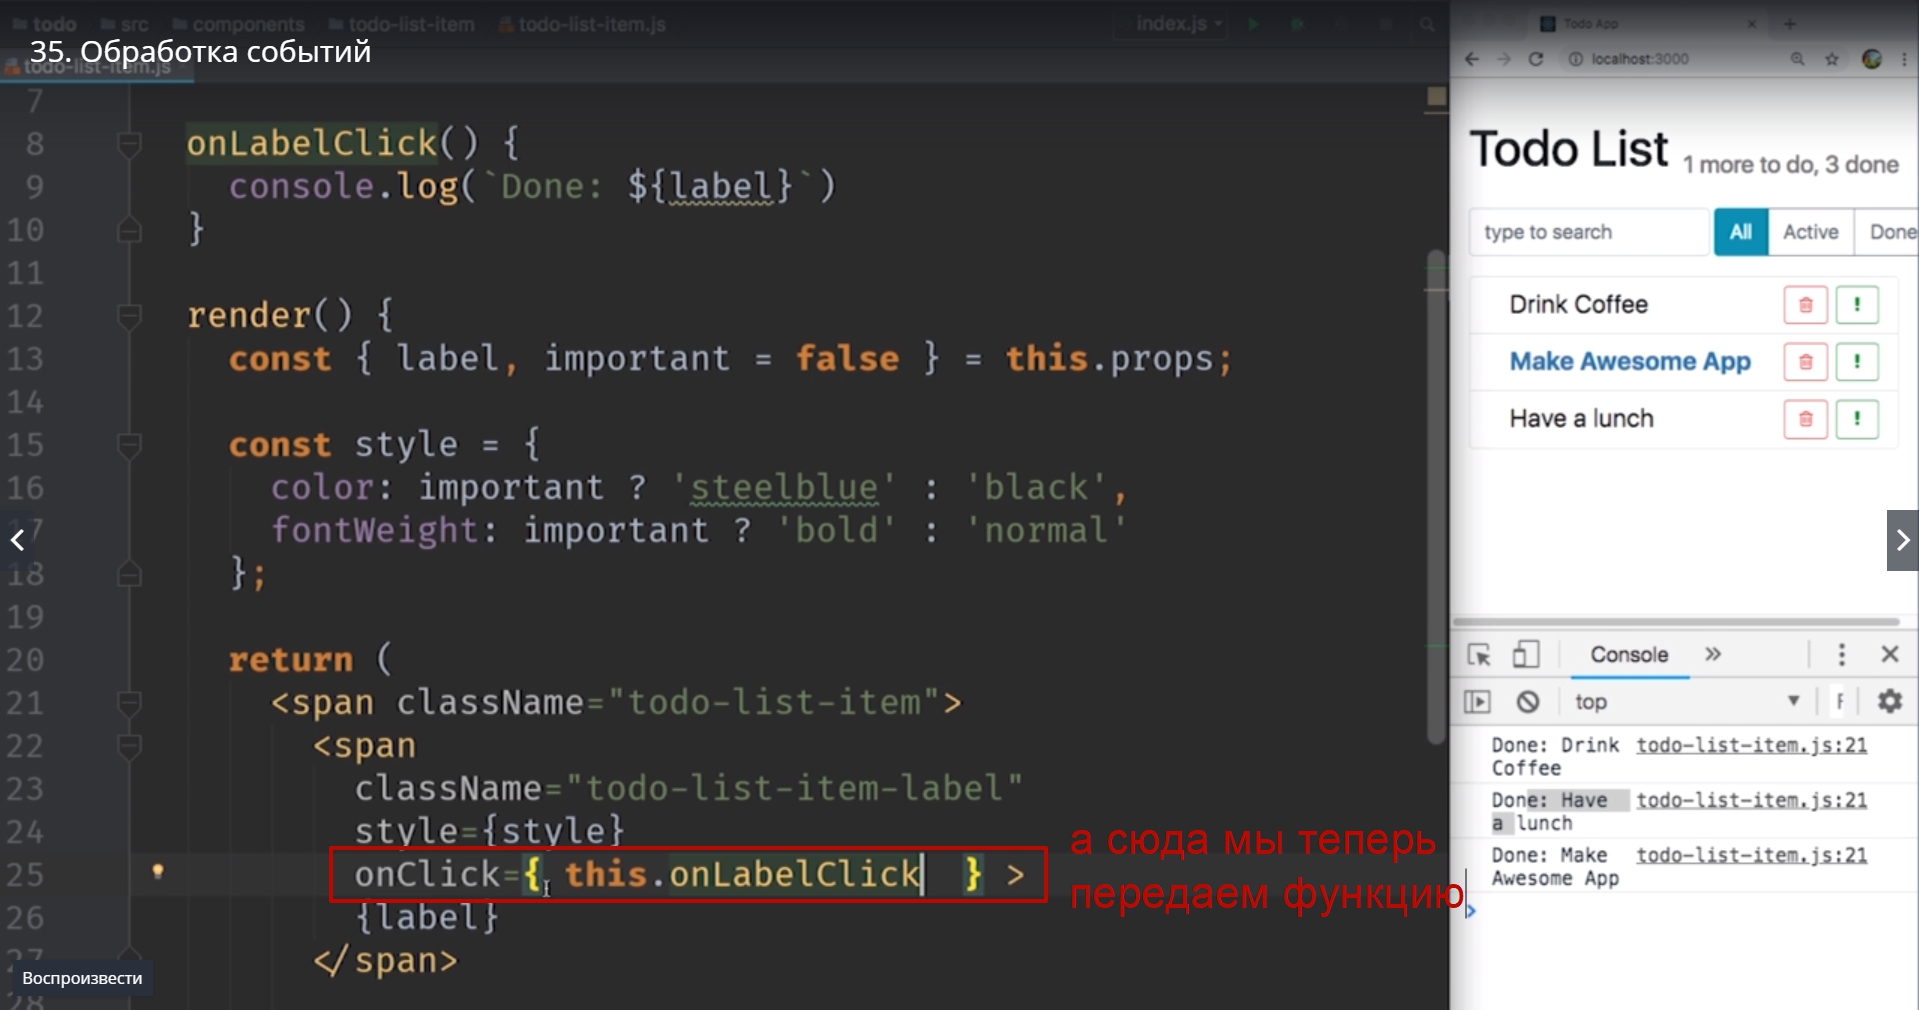 todo src components todo-list-item todo-list-item.js index.js
35. Обработка событий
todo-list-item.js
7
8 onLabelClick() {
9 console.log(`Done: ${label}`)
10 }
11
12 render() {
13 const { label, important = false } = this.props;
14
15 const style = {
16 color: important ? 'steelblue' : 'black',
17 fontWeight: important ? 'bold' : 'normal'
18 };
19
20 return (
21 <span className="todo-list-item">
22 <span
23 className="todo-list-item-label"
24 style={style}
25 onClick={ this.onLabelClick } >
26 {label}
27 </span>
28
а сюда мы теперь
передаем функцию
Воспроизвести
Todo App
localhost:3000
Todo List 1 more to do, 3 done
type to search All Active Done
Drink Coffee !
Make Awesome App !
Have a lunch !
Console
top F
Done: Drink todo-list-item.js:21
Coffee
Done: Have todo-list-item.js:21
a lunch
Done: Make todo-list-item.js:21
Awesome App